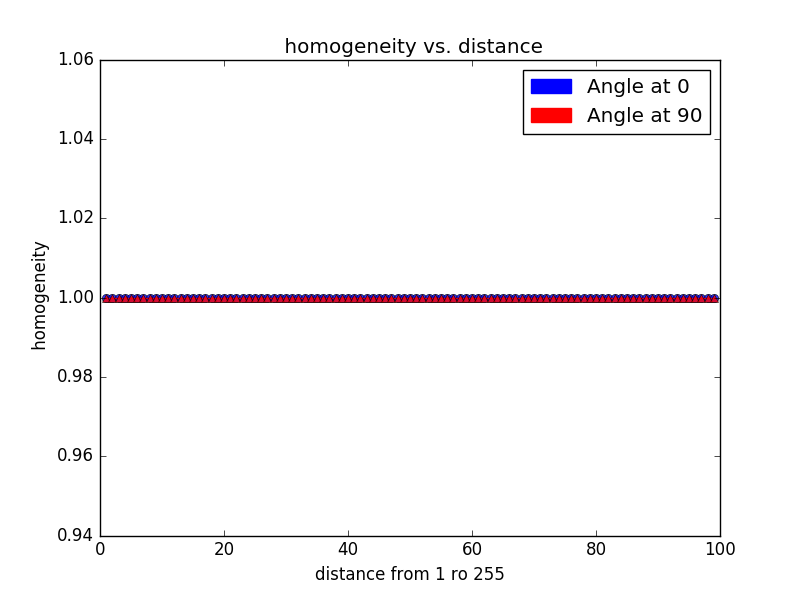 homogeneity vs. distance
Angle at 0
Angle at 90
1.06
1.04
1.02
1.00
0.98
0.96
0.94
homogeneity
0 20 40 60 80 100
distance from 1 ro 255